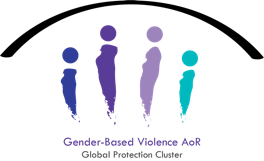 Gender-Based Violence AoR
Global Protection Cluster